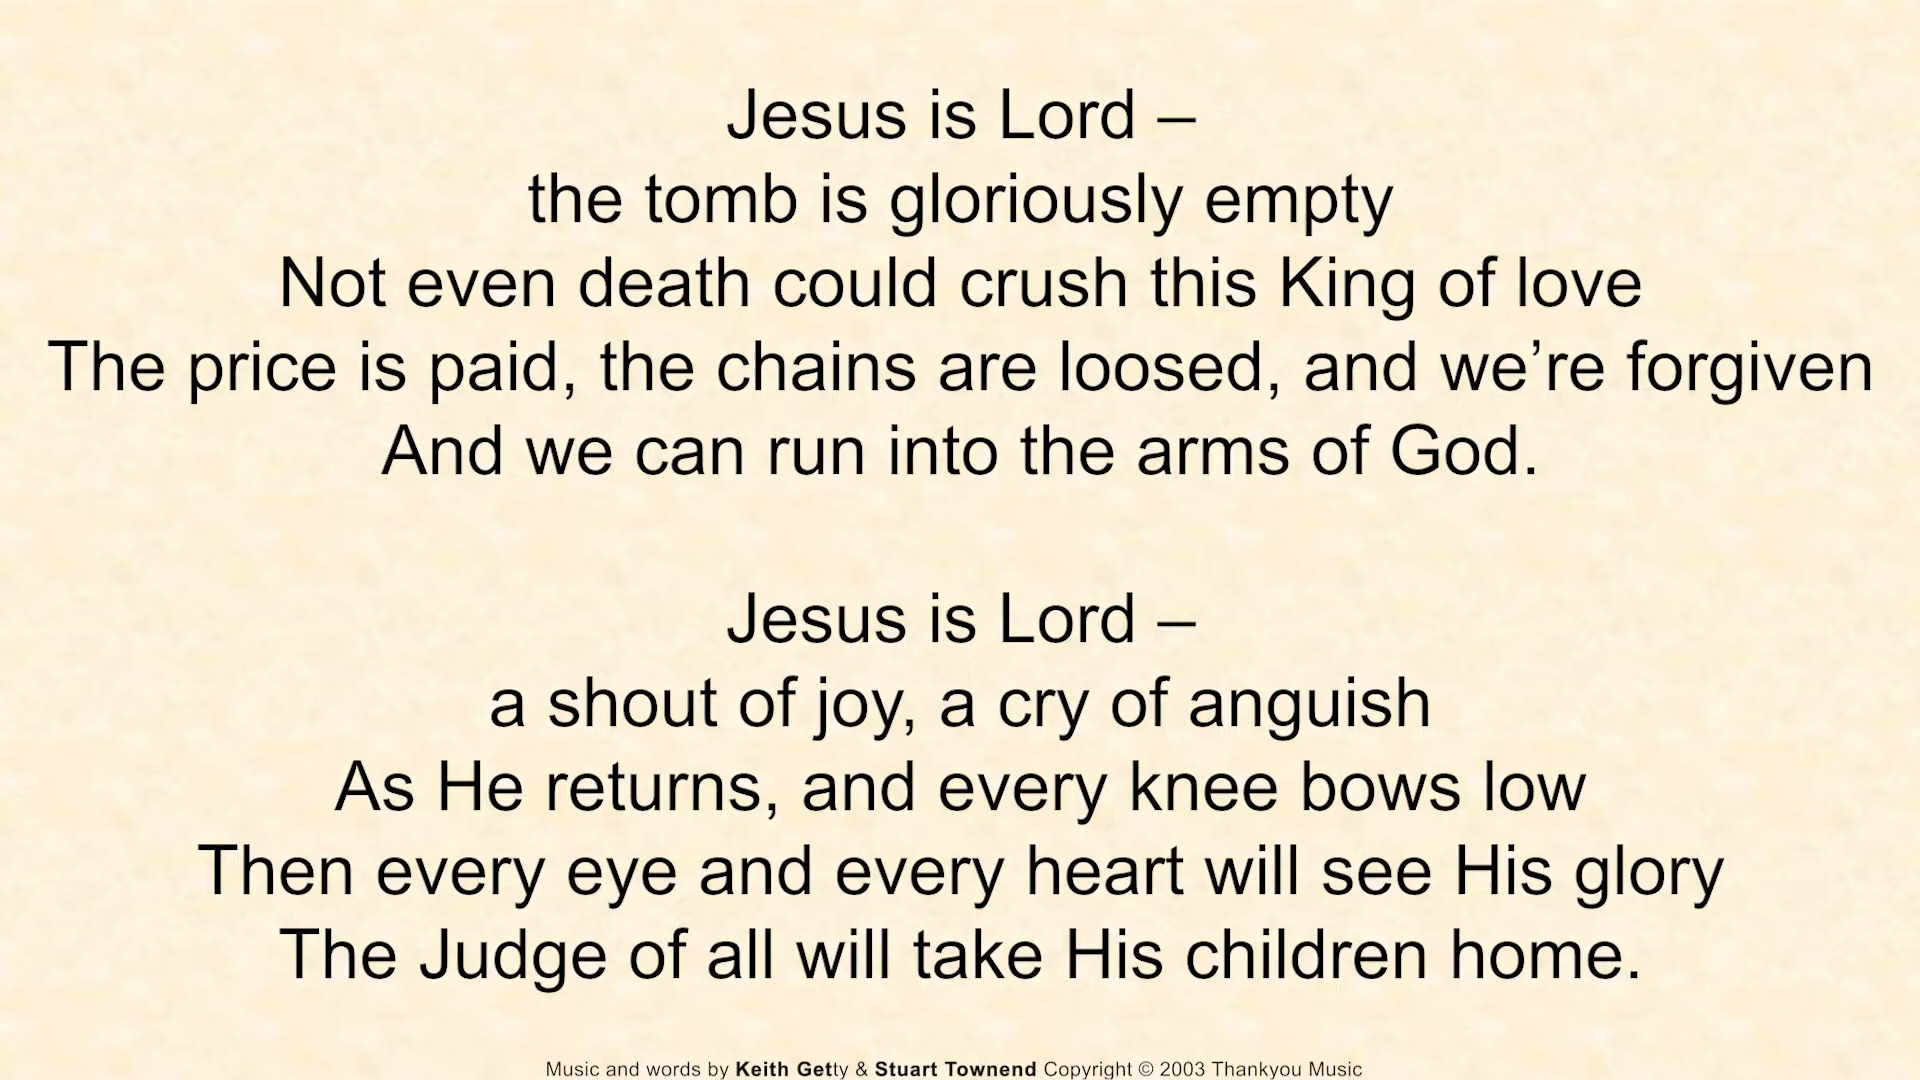 Jesus is Lord –
the tomb is gloriously empty
Not even death could crush this King of love
The price is paid, the chains are loosed, and we’re forgiven
And we can run into the arms of God.
Jesus is Lord –
a shout of joy, a cry of anguish
As He returns, and every knee bows low
Then every eye and every heart will see His glory
The Judge of all will take His children home.
Music and words by Keith Getty & Stuart Townend Copyright © 2003 Thankyou Music